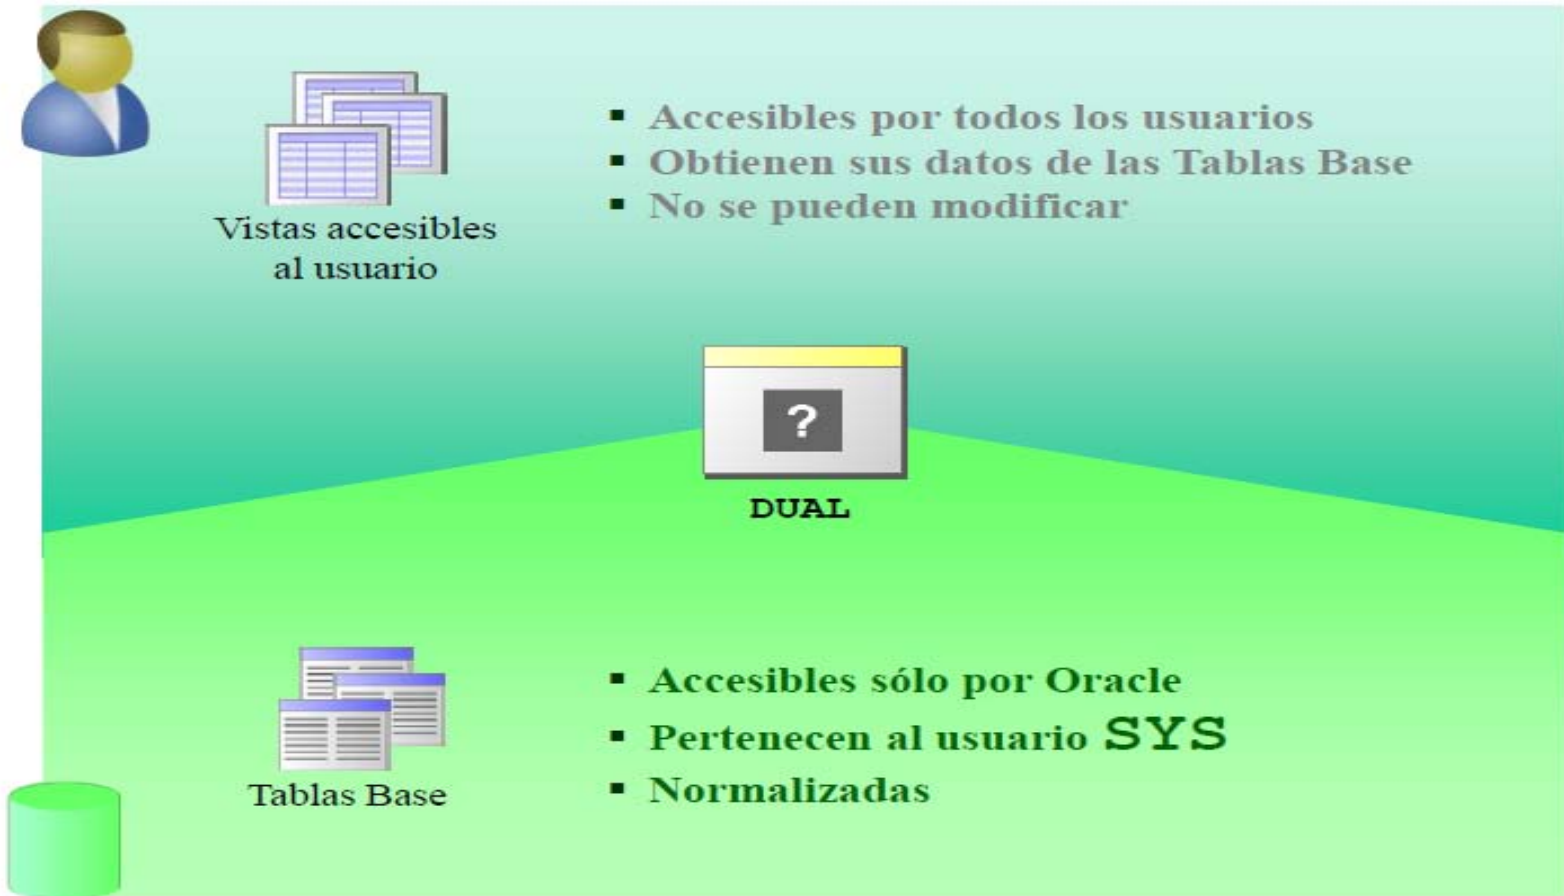 Vistas accesibles
al usuario
▪ Accesibles por todos los usuarios
▪ Obtienen sus datos de las Tablas Base
▪ No se pueden modificar
?
DUAL
Tablas Base
▪ Accesibles sólo por Oracle
▪ Pertenecen al usuario SYS
▪ Normalizadas